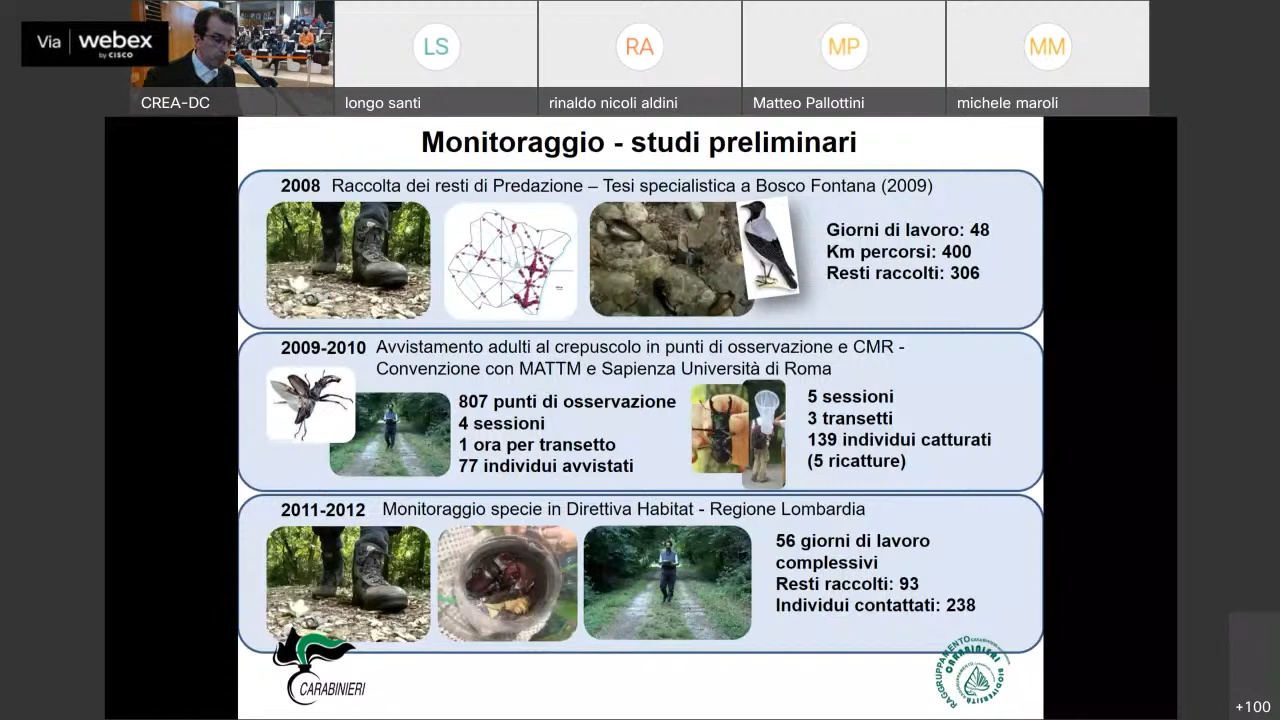 Via webex
by CISCO
LS
RA
MP
MM
CREA-DC
longo santi
rinaldo nicoli aldini
Matteo Pallottini
michele maroli
Monitoraggio - studi preliminari
2008 Raccolta dei resti di Predazione – Tesi specialistica a Bosco Fontana (2009)
Giorni di lavoro: 48
Km percorsi: 400
Resti raccolti: 306
2009-2010 Avvistamento adulti al crepuscolo in punti di osservazione e CMR -
Convenzione con MATTM e Sapienza Università di Roma
807 punti di osservazione
4 sessioni
1 ora per transetto
77 individui avvistati
5 sessioni
3 transetti
139 individui catturati
(5 ricatture)
2011-2012 Monitoraggio specie in Direttiva Habitat - Regione Lombardia
56 giorni di lavoro
complessivi
Resti raccolti: 93
Individui contattati: 238
CARABINIERI
RAGGRUPPAMENTO
CARABINIERI
BIODIVERSITÀ
+100